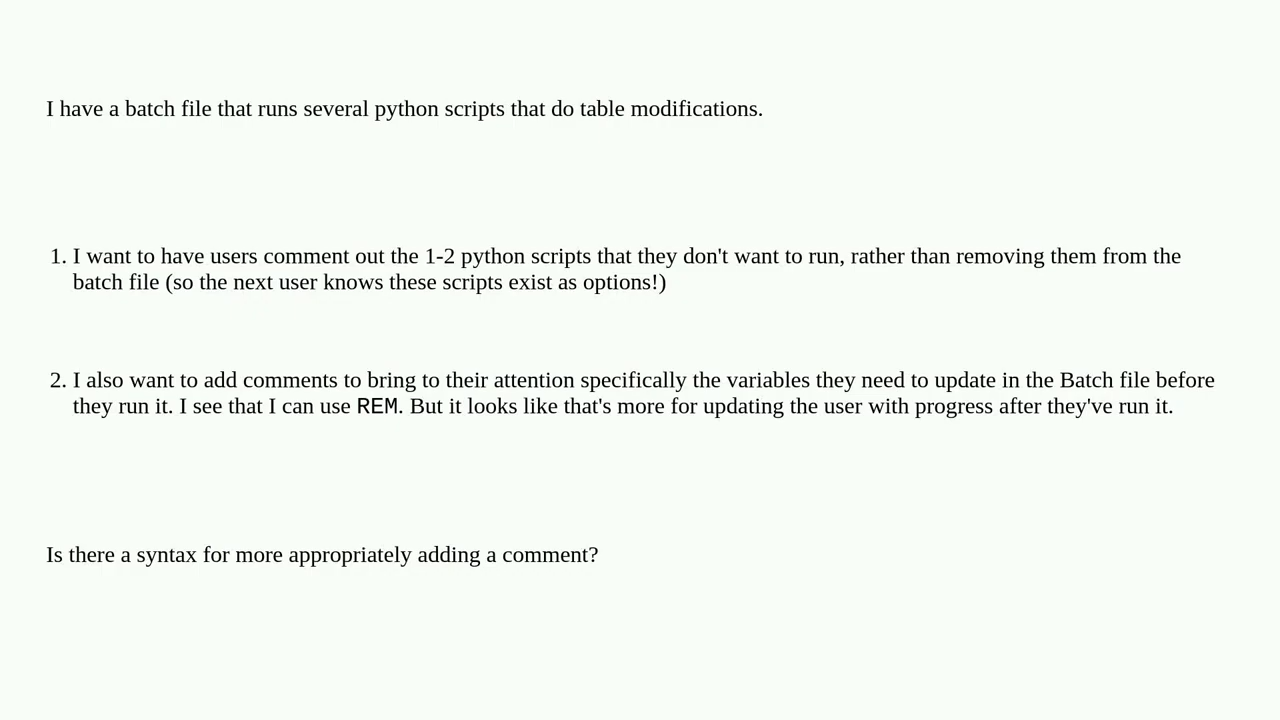 I have a batch file that runs several python scripts that do table modifications.
1. I want to have users comment out the 1-2 python scripts that they don't want to run, rather than removing them from the
batch file (so the next user knows these scripts exist as options!)
2. I also want to add comments to bring to their attention specifically the variables they need to update in the Batch file before
they run it. I see that I can use REM. But it looks like that's more for updating the user with progress after they've run it.
Is there a syntax for more appropriately adding a comment?